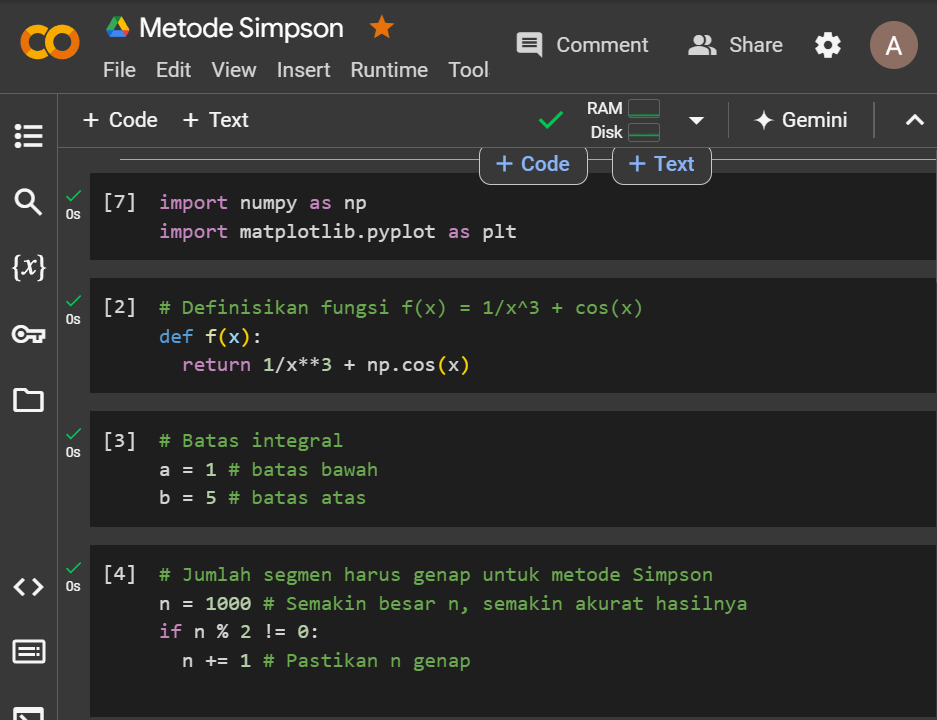 Metode Simpson
Comment
Share
A
File Edit View Insert Runtime Tool
+ Code + Text
RAM
Disk
Gemini
+ Code
+ Text
{x}
0s
[7] import numpy as np
import matplotlib.pyplot as plt
0s
[2] # Definisikan fungsi f(x) = 1/x^3 + cos(x)
def f(x):
  return 1/x**3 + np.cos(x)
0s
[3] # Batas integral
a = 1 # batas bawah
b = 5 # batas atas
0s
[4] # Jumlah segmen harus genap untuk metode Simpson
n = 1000 # Semakin besar n, semakin akurat hasilnya
if n % 2 != 0:
  n += 1 # Pastikan n genap